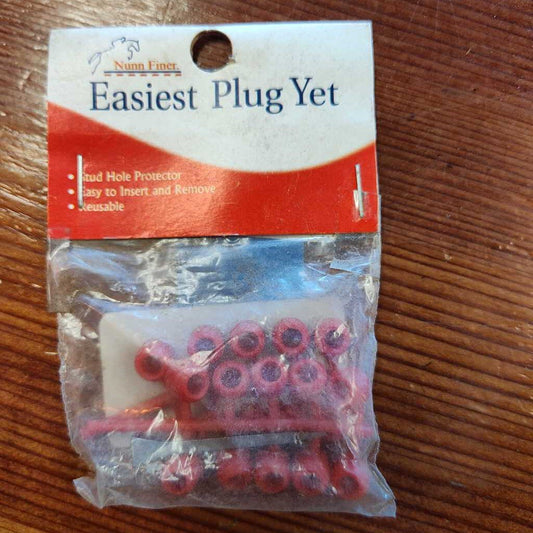 Nunn Finer.
Easiest Plug Yet
• Stud Hole Protector
• Easy to Insert and Remove
• Reusable